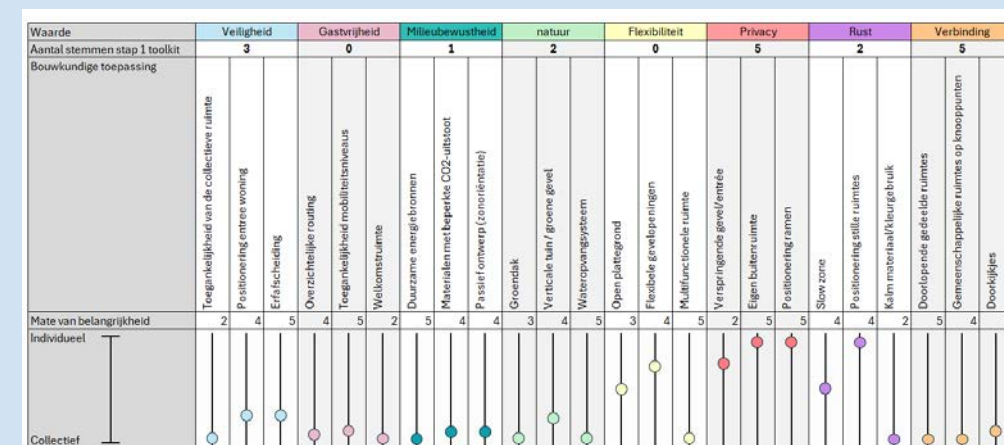 Waarde Veiligheid Gastvrijheid Milieubewustheid natuur Flexibiliteit Privacy Rust Verbinding
Aantal stemmen stap 1 toolkit 3 0 1 2 0 5 2 5
Bouwkundige toepassing
Toegankelijkheid van de collectieve ruimte
Positionering entree woning
Erfafscheiding
Overzichtelijke routing
Toegankelijkheid mobiliteitsniveaus
Welkomstruimte
Duurzame energiebronnen
Materialen met beperkte CO2-uitstoot
Passief ontwerp (zonoriëntatie)
Groendak
Verticale tuin / groene gevel
Wateropvangsysteem
Open plattegrond
Flexibele gevelopeningen
Multifunctionele ruimte
Verspringende gevel/entrée
Eigen buitenruimte
Positionering ramen
Slow zone
Positionering stille ruimtes
Kalm materiaal/kleurgebruik
Doorlopende gedeelde ruimtes
Gemeenschappelijke ruimtes op knooppunten
Doorkijkjes
Mate van belangrijkheid 2 4 5 4 5 2 5 4 4 3 4 5 3 4 5 2 5 5 4 4 2 5 4
Individueel
Collectief